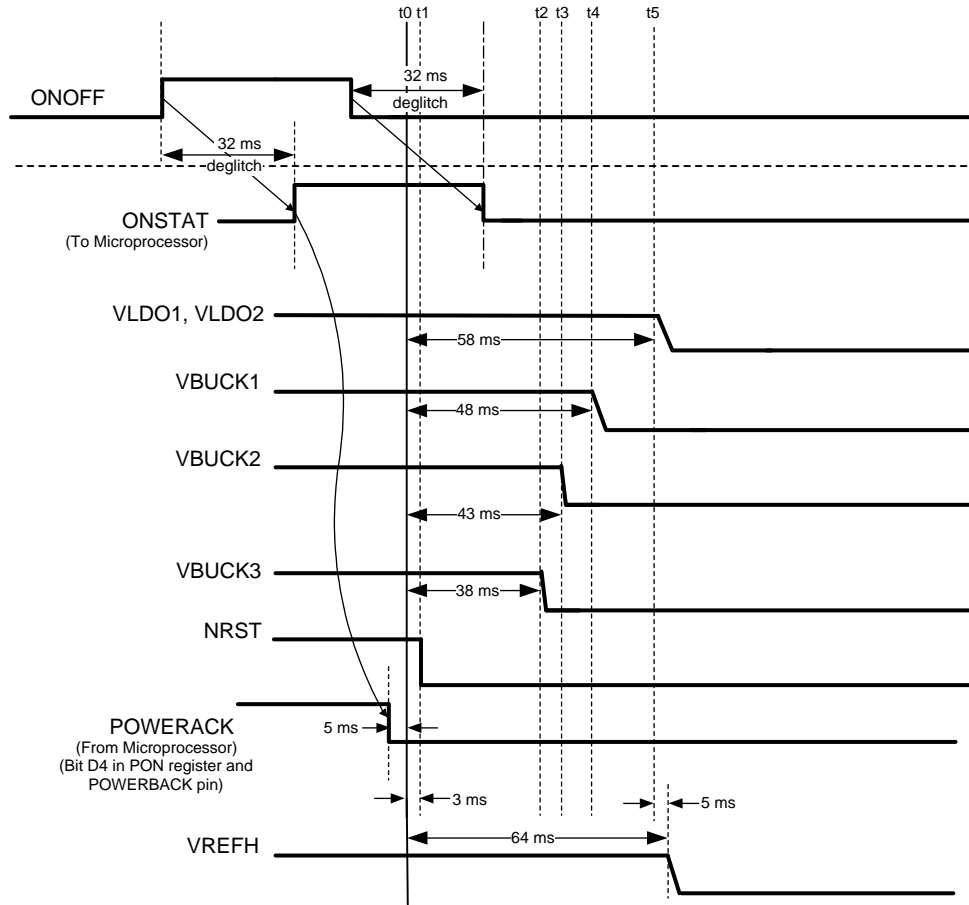 t0 t1 t2 t3 t4 t5
32 ms
deglitch
ONOFF
32 ms
deglitch
ONSTAT
(To Microprocessor)
VLDO1, VLDO2
58 ms
VBUCK1
48 ms
VBUCK2
43 ms
VBUCK3
38 ms
NRST
POWERACK
5 ms
(From Microprocessor)
(Bit D4 in PON register and
POWERBACK pin)
3 ms
5 ms
64 ms
VREFH